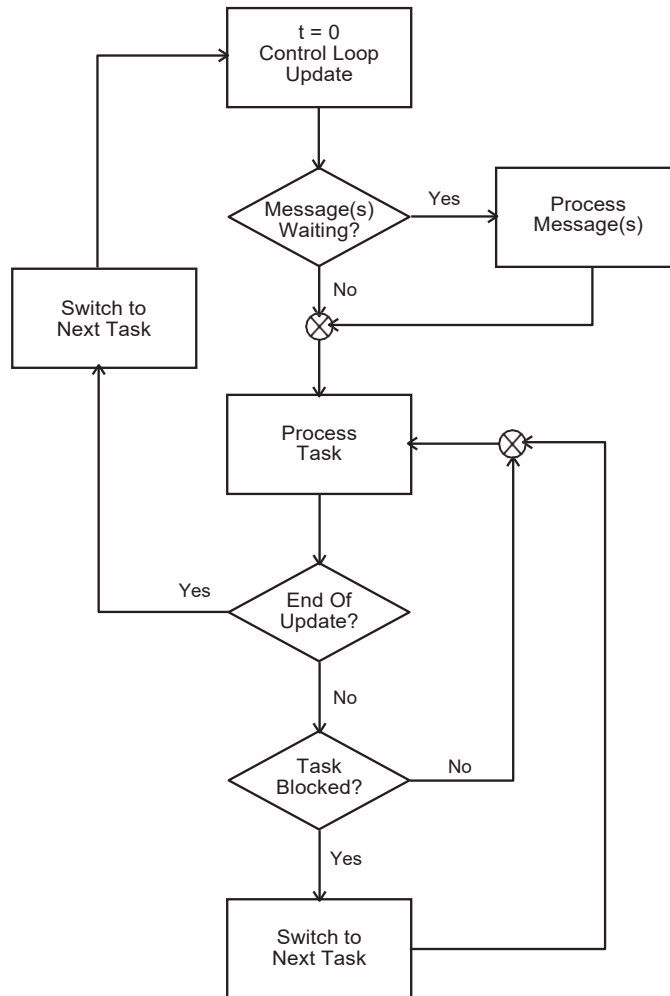 t = 0
Control Loop
Update
Message(s)
Waiting?
Yes
Process
Message(s)
No
Switch to
Next Task
Process
Task
Yes
End Of
Update?
No
Task
Blocked?
No
Yes
Switch to
Next Task